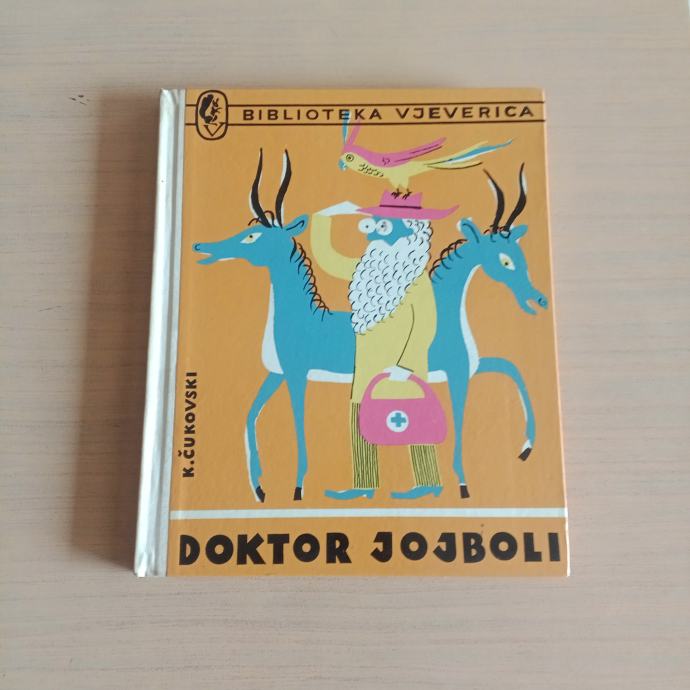 BIBLIOTEKA VJEVERICA
K. ČUKOVSKI
DOKTOR JOJBOLI